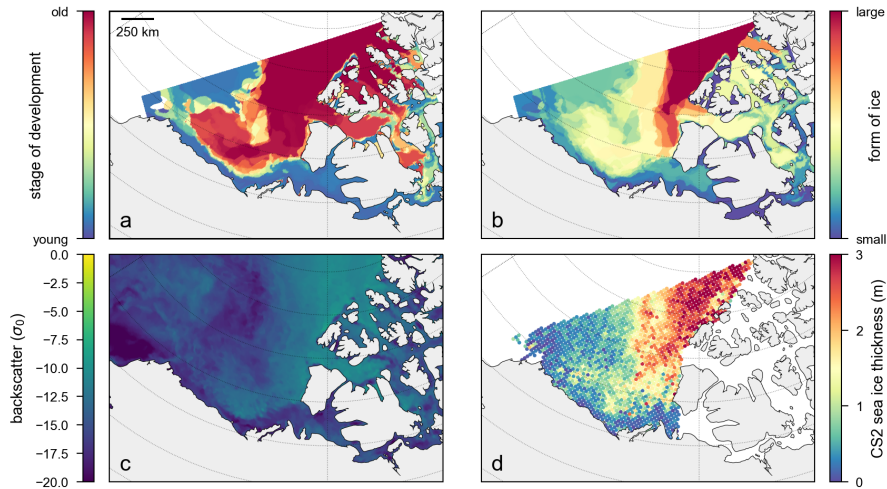 old
stage of development
young
250 km
a
large
form of ice
small
b
0.0
−2.5
−5.0
−7.5
−10.0
−12.5
−15.0
−17.5
−20.0
backscatter (σ₀)
c
3
2
1
0
CS2 sea ice thickness (m)
d